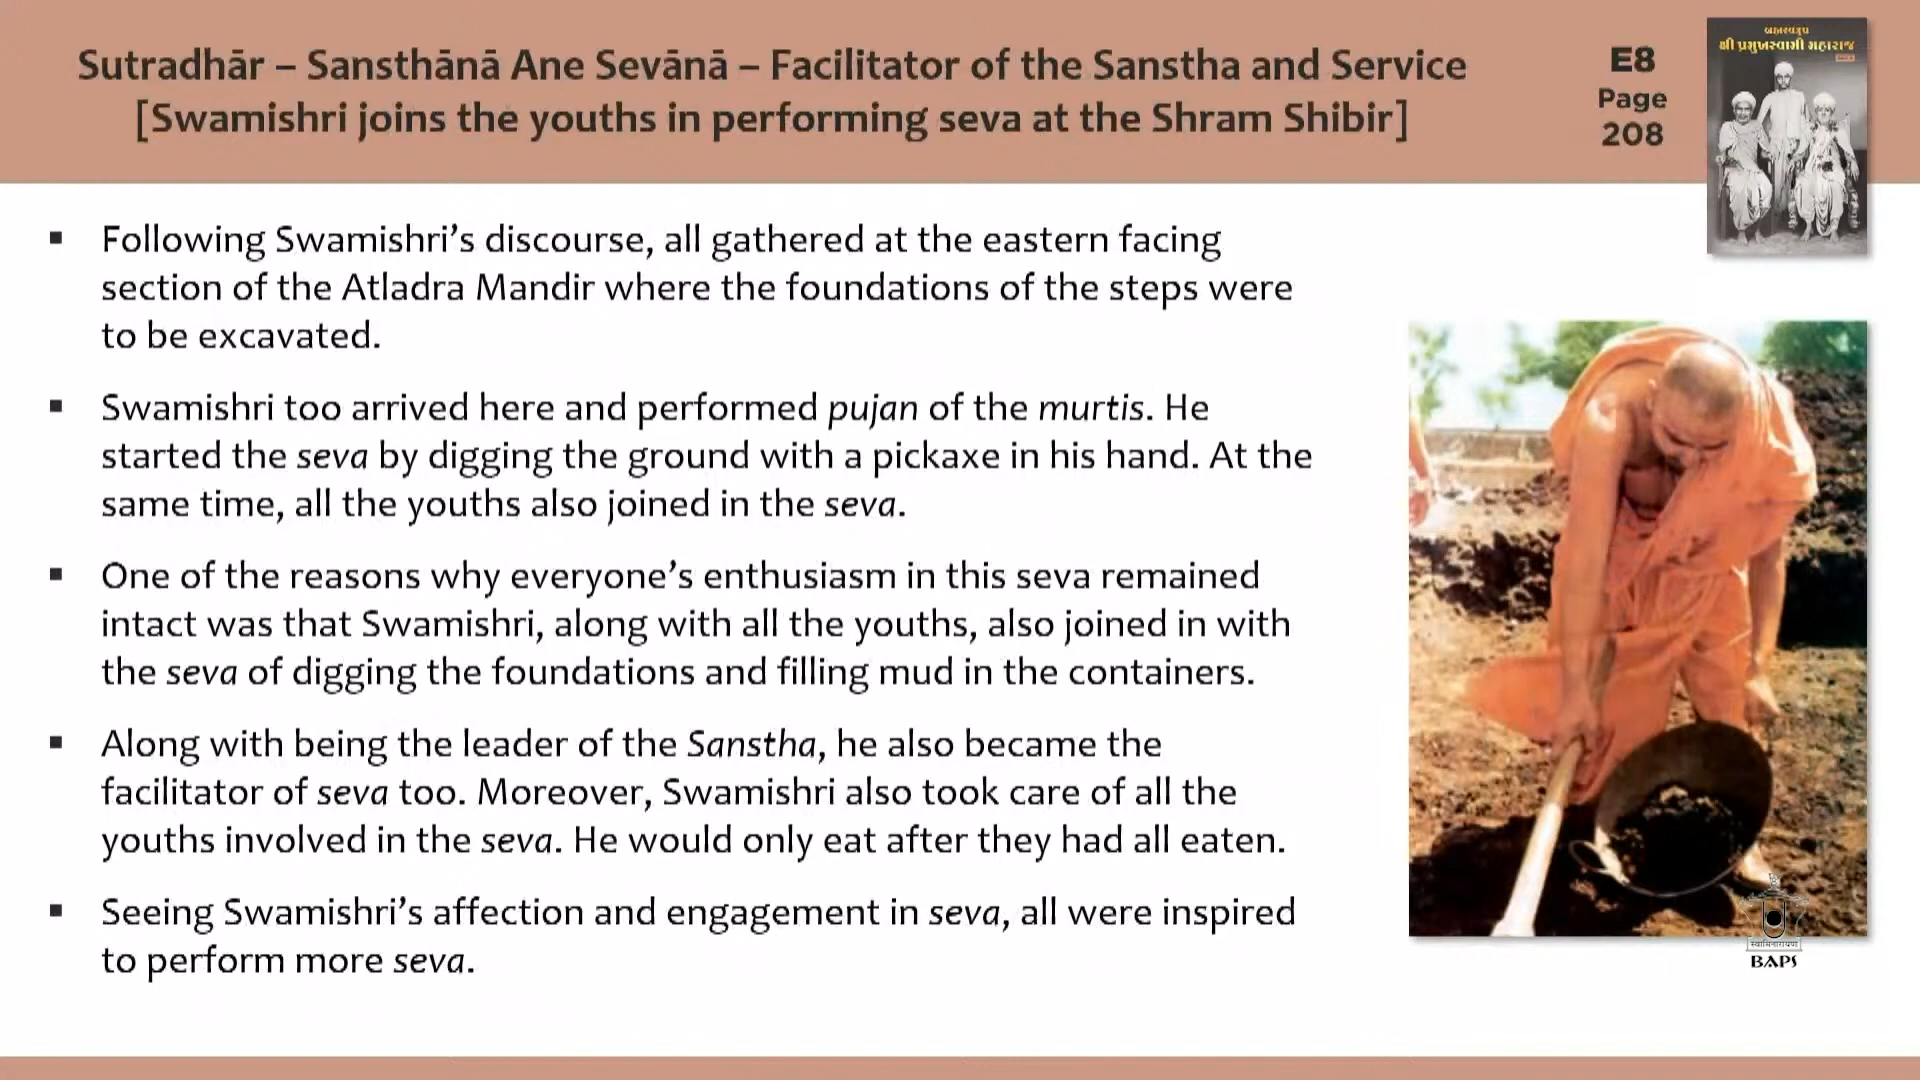 Sutradhār – Sansthānā Ane Sevānā – Facilitator of the Sanstha and Service
[Swamishri joins the youths in performing seva at the Shram Shibir]
E8
Page
208
બ્રહ્મસ્વરૂપ
શ્રી પ્રમુખસ્વામી મહારાજ
▪ Following Swamishri’s discourse, all gathered at the eastern facing
section of the Atladra Mandir where the foundations of the steps were
to be excavated.
▪ Swamishri too arrived here and performed pujan of the murtis. He
started the seva by digging the ground with a pickaxe in his hand. At the
same time, all the youths also joined in the seva.
▪ One of the reasons why everyone’s enthusiasm in this seva remained
intact was that Swamishri, along with all the youths, also joined in with
the seva of digging the foundations and filling mud in the containers.
▪ Along with being the leader of the Sanstha, he also became the
facilitator of seva too. Moreover, Swamishri also took care of all the
youths involved in the seva. He would only eat after they had all eaten.
▪ Seeing Swamishri’s affection and engagement in seva, all were inspired
to perform more seva.
स्वामिनारायण
BAPS